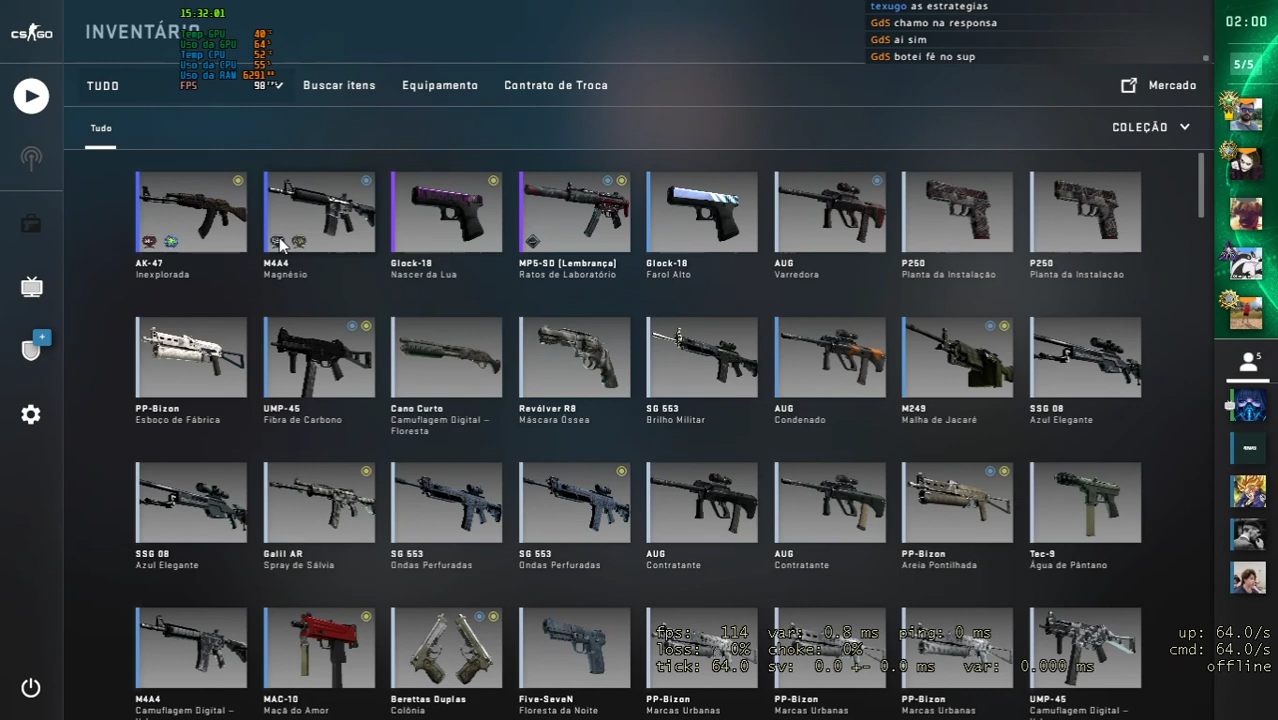 CS:GO
INVENTÁRIO
15:32:01
Temp GPU 40°C
Uso da GPU 64%
Temp CPU 52°C
Uso da CPU 55%
Uso da RAM 6291 MB
FPS 98 FPS
texugo as estrategias
GdS chamo na responsa
GdS ai sim
GdS botei fé no sup
02:00
5/5
TUDO
Buscar itens
Equipamento
Contrato de Troca
Mercado
Tudo
COLEÇÃO
5
AK-47
Inexplorada
M4A4
Magnésio
Glock-18
Nascer da Lua
MP5-SD (Lembrança)
Ratos de Laboratório
Glock-18
Farol Alto
AUG
Varredora
P250
Planta da Instalação
P250
Planta da Instalação
PP-Bizon
Esboço de Fábrica
UMP-45
Fibra de Carbono
Cano Curto
Camuflagem Digital –
Floresta
Revólver R8
Máscara Óssea
SG 553
Brilho Militar
AUG
Condenado
M249
Malha de Jacaré
SSG 08
Azul Elegante
SSG 08
Azul Elegante
Galil AR
Spray de Sálvia
SG 553
Ondas Perfuradas
SG 553
Ondas Perfuradas
AUG
Contratante
AUG
Contratante
PP-Bizon
Areia Pontilhada
Tec-9
Água de Pântano
M4A4
Camuflagem Digital –
MAC-10
Maçã do Amor
Berettas Duplas
Colônia
Five-SeveN
Floresta da Noite
PP-Bizon
Marcas Urbanas
PP-Bizon
Marcas Urbanas
PP-Bizon
Marcas Urbanas
UMP-45
Camuflagem Digital –
fps: 114 var: 0.8 ms ping: 0 ms
loss: 0% choke: 0%
tick: 64.0 sv: 0.0 +- 0.0 ms var: 0.000 ms
up: 64.0/s
cmd: 64.0/s
offline